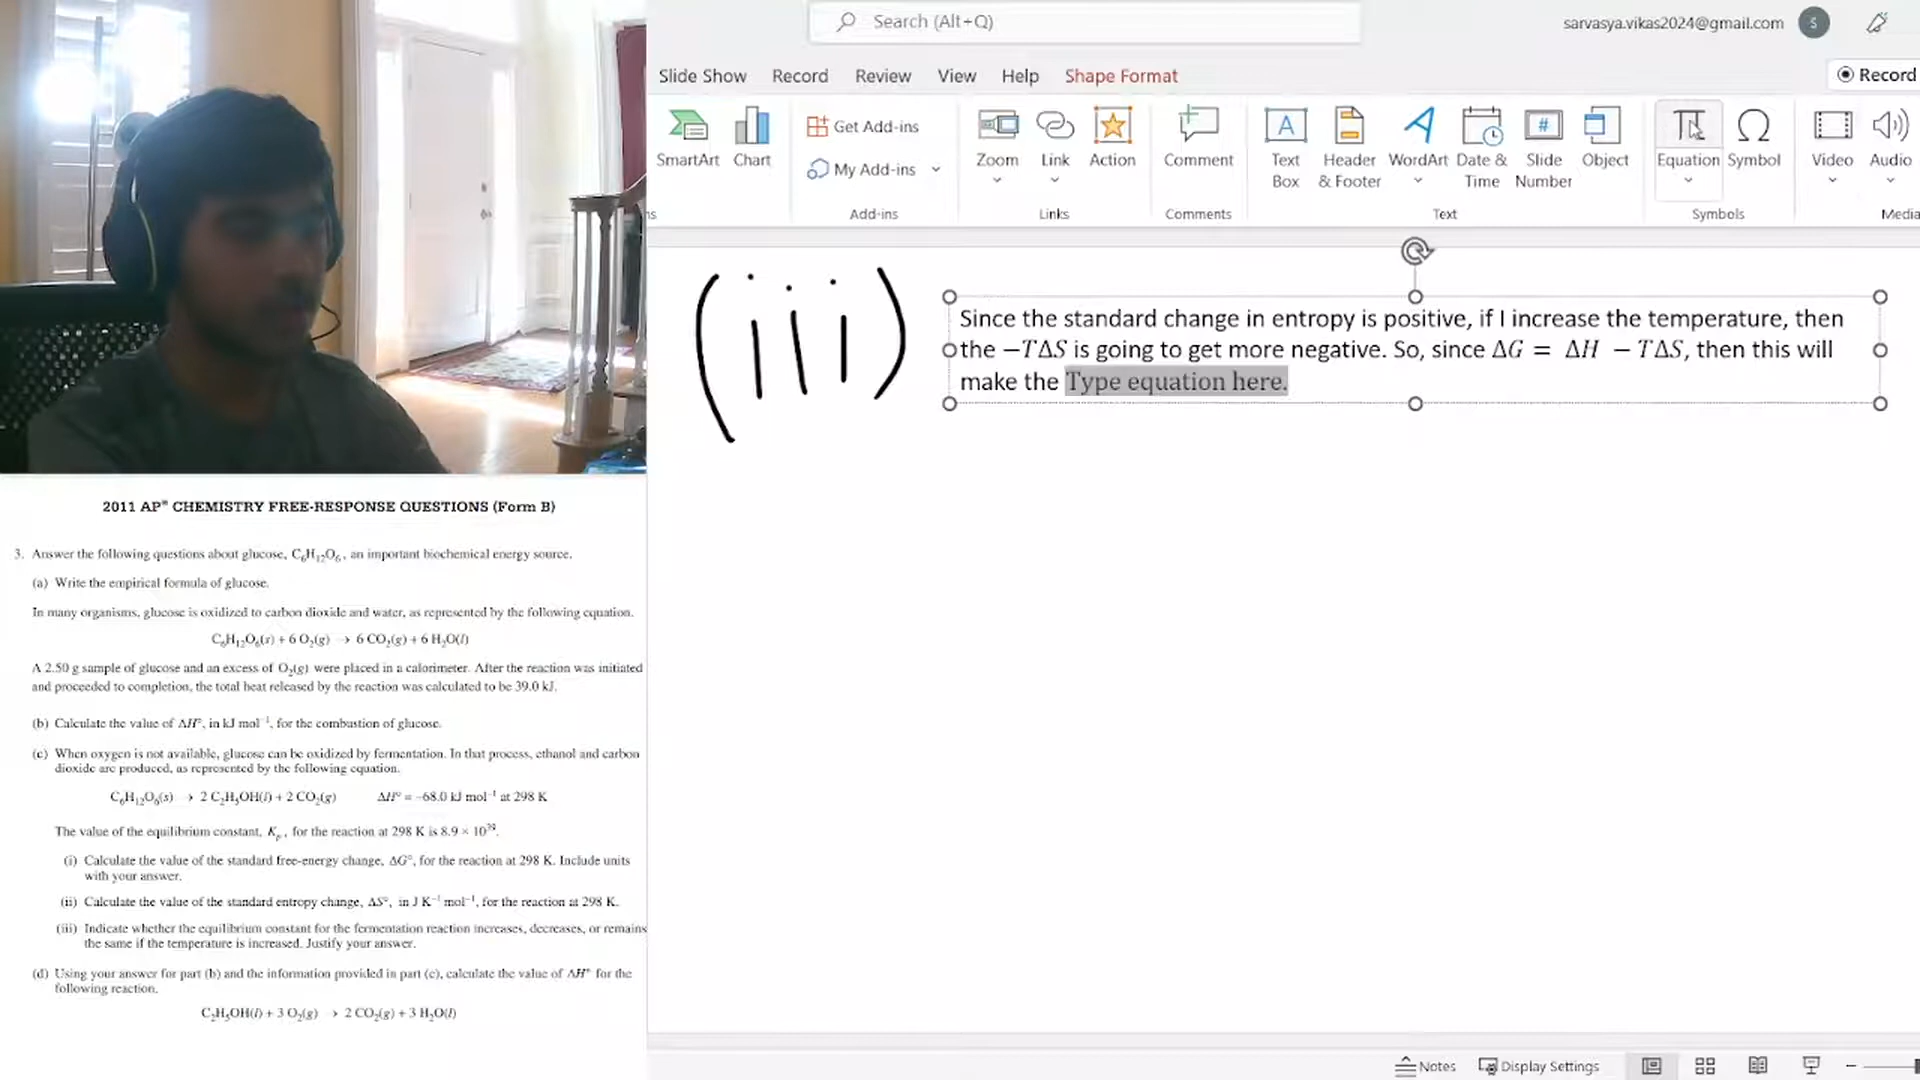 Search (Alt+Q)
sarvasya.vikas2024@gmail.com
S
Slide Show
Record
Review
View
Help
Shape Format
Record
SmartArt
Chart
Get Add-ins
My Add-ins
Zoom
Link
Action
Comment
Text
Box
Header
& Footer
WordArt
Date &
Time
Slide
Number
Object
Equation
Symbol
Video
Audio
ns
Add-ins
Links
Comments
Text
Symbols
Media
(iii)
Since the standard change in entropy is positive, if I increase the temperature, then
the −TΔS is going to get more negative. So, since ΔG = ΔH − TΔS, then this will
make the Type equation here.
2011 AP® CHEMISTRY FREE-RESPONSE QUESTIONS (Form B)
3. Answer the following questions about glucose, C₆H₁₂O₆, an important biochemical energy source.
(a) Write the empirical formula of glucose.
In many organisms, glucose is oxidized to carbon dioxide and water, as represented by the following equation.
C₆H₁₂O₆(s) + 6 O₂(g) → 6 CO₂(g) + 6 H₂O(l)
A 2.50 g sample of glucose and an excess of O₂(g) were placed in a calorimeter. After the reaction was initiated
and proceeded to completion, the total heat released by the reaction was calculated to be 39.0 kJ.
(b) Calculate the value of ΔH°, in kJ mol⁻¹, for the combustion of glucose.
(c) When oxygen is not available, glucose can be oxidized by fermentation. In that process, ethanol and carbon
dioxide are produced, as represented by the following equation.
C₆H₁₂O₆(s) → 2 C₂H₅OH(l) + 2 CO₂(g) ΔH° = −68.0 kJ mol⁻¹ at 298 K
The value of the equilibrium constant, Kₚ, for the reaction at 298 K is 8.9 × 10³⁹.
(i) Calculate the value of the standard free-energy change, ΔG°, for the reaction at 298 K. Include units
with your answer.
(ii) Calculate the value of the standard entropy change, ΔS°, in J K⁻¹ mol⁻¹, for the reaction at 298 K.
(iii) Indicate whether the equilibrium constant for the fermentation reaction increases, decreases, or remains
the same if the temperature is increased. Justify your answer.
(d) Using your answer for part (b) and the information provided in part (c), calculate the value of ΔH° for the
following reaction.
C₂H₅OH(l) + 3 O₂(g) → 2 CO₂(g) + 3 H₂O(l)
Notes
Display Settings